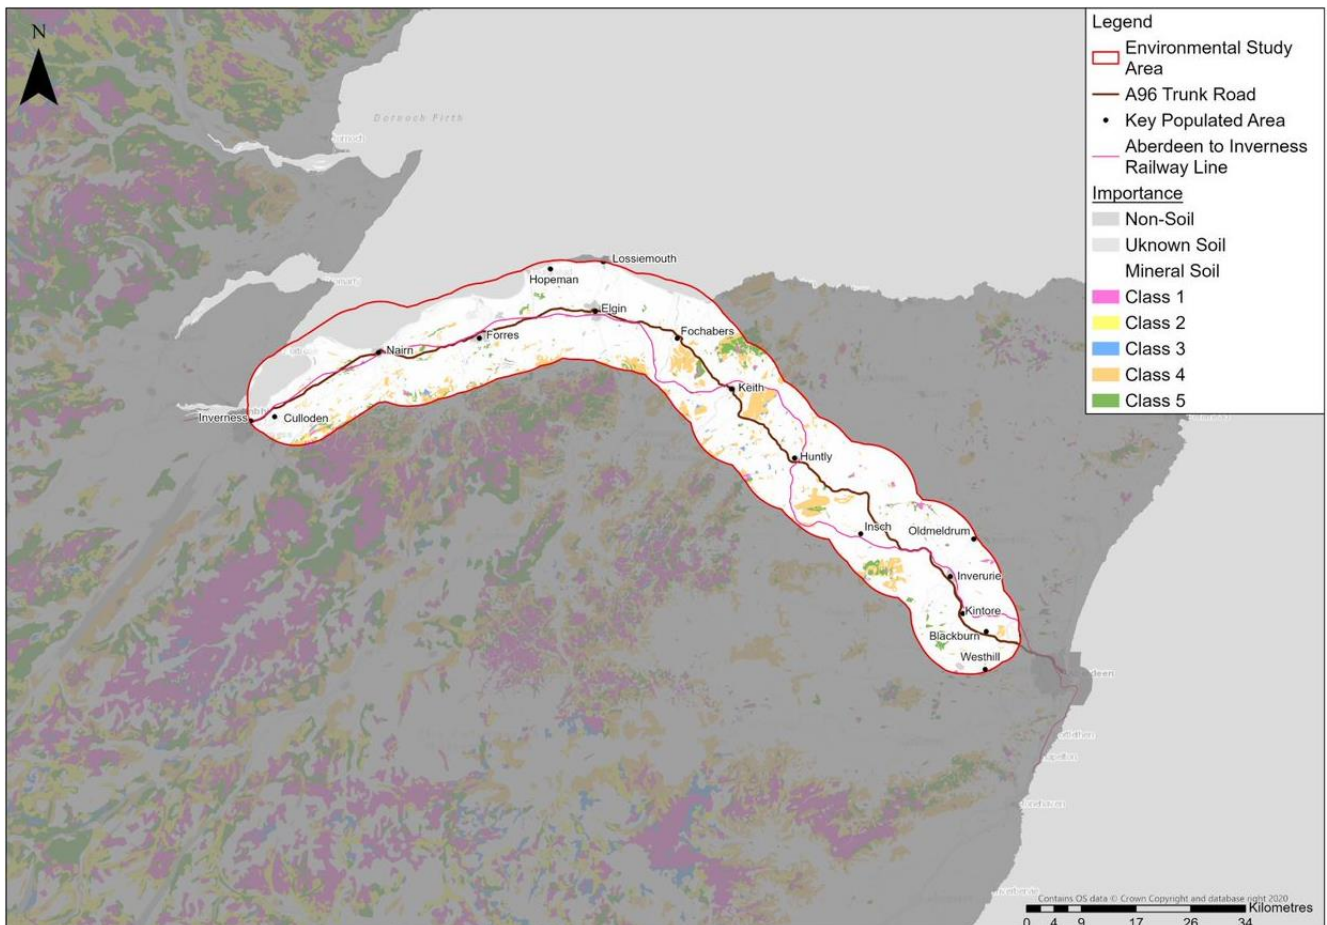 N
Dornoch Firth
Lossiemouth
Hopeman
Elgin
Fochabers
Forres
Nairn
Keith
Inverness
Culloden
Huntly
Insch
Oldmeldrum
Inverurie
Kintore
Blackburn
Westhill
Legend
Environmental Study
Area
A96 Trunk Road
Key Populated Area
Aberdeen to Inverness
Railway Line
Importance
Non-Soil
Uknown Soil
Mineral Soil
Class 1
Class 2
Class 3
Class 4
Class 5
Contains OS data © Crown Copyright and database right 2020
Kilometres
0 4 9 17 26 34